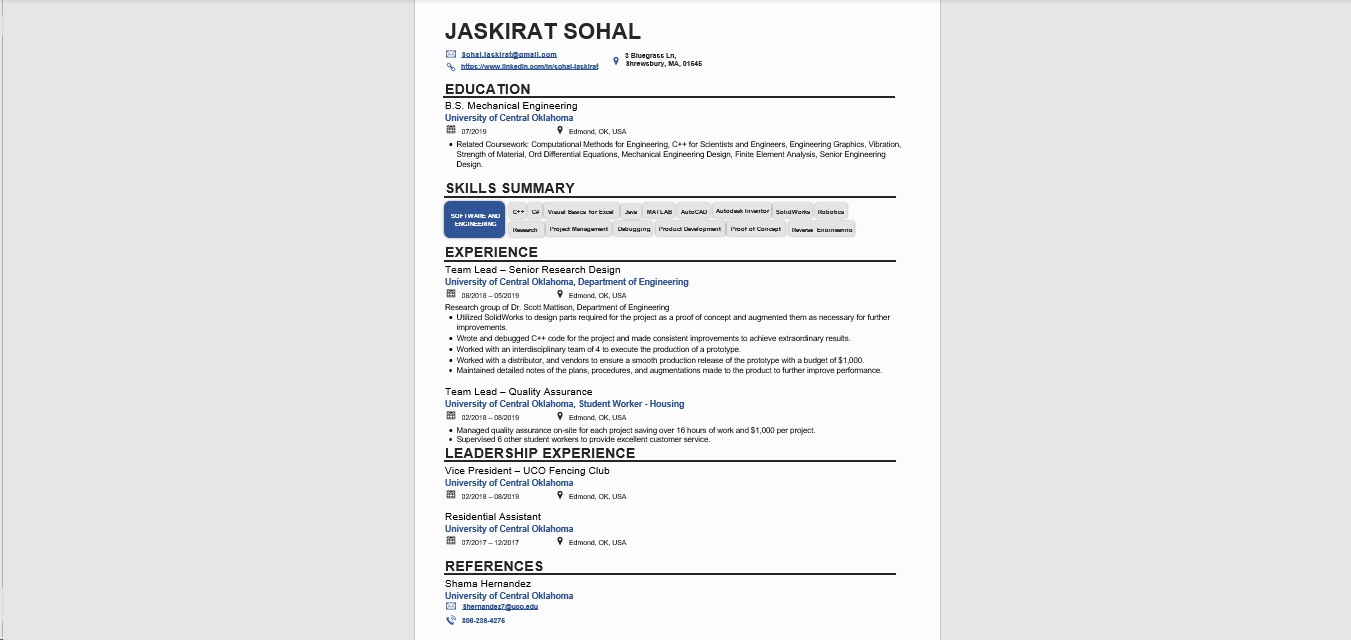 JASKIRAT SOHAL
Sohal.jaskirat@gmail.com
https://www.linkedin.com/in/sohal-jaskirat
3 Bluegrass Ln,
Shrewsbury, MA, 01545
EDUCATION
B.S. Mechanical Engineering
University of Central Oklahoma
07/2019 Edmond, OK, USA
• Related Coursework: Computational Methods for Engineering, C++ for Scientists and Engineers, Engineering Graphics, Vibration,
Strength of Material, Ord Differential Equations, Mechanical Engineering Design, Finite Element Analysis, Senior Engineering
Design.
SKILLS SUMMARY
SOFTWARE AND
ENGINEERING
C++ C# Visual Basics for Excel Java MATLAB AutoCAD Autodesk Inventor SolidWorks Robotics
Research Project Management Debugging Product Development Proof of Concept Reverse Engineering
EXPERIENCE
Team Lead – Senior Research Design
University of Central Oklahoma, Department of Engineering
08/2018 – 05/2019 Edmond, OK, USA
Research group of Dr. Scott Mattison, Department of Engineering
• Utilized SolidWorks to design parts required for the project as a proof of concept and augmented them as necessary for further
improvements.
• Wrote and debugged C++ code for the project and made consistent improvements to achieve extraordinary results.
• Worked with an interdisciplinary team of 4 to execute the production of a prototype.
• Worked with a distributor, and vendors to ensure a smooth production release of the prototype with a budget of $1,000.
• Maintained detailed notes of the plans, procedures, and augmentations made to the product to further improve performance.
Team Lead – Quality Assurance
University of Central Oklahoma, Student Worker - Housing
02/2018 – 08/2019 Edmond, OK, USA
• Managed quality assurance on-site for each project saving over 16 hours of work and $1,000 per project.
• Supervised 6 other student workers to provide excellent customer service.
LEADERSHIP EXPERIENCE
Vice President – UCO Fencing Club
University of Central Oklahoma
02/2018 – 08/2019 Edmond, OK, USA
Residential Assistant
University of Central Oklahoma
07/2017 – 12/2017 Edmond, OK, USA
REFERENCES
Shama Hernandez
University of Central Oklahoma
Shernandez7@uco.edu
806-236-4275